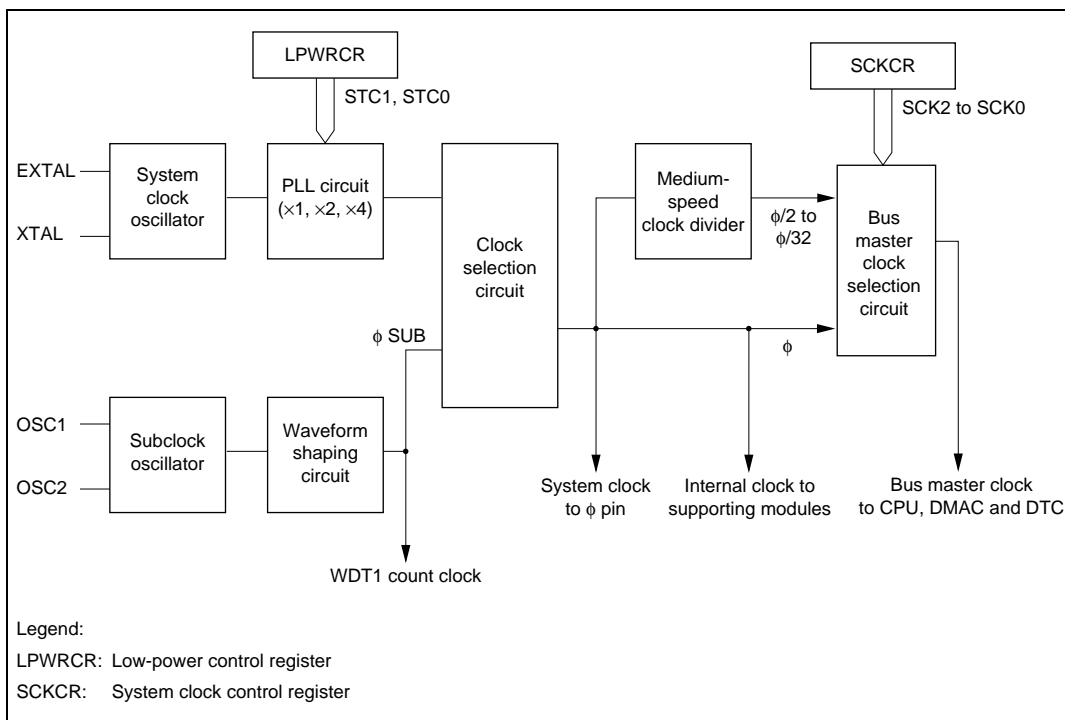 LPWRCR
STC1, STC0
SCKCR
SCK2 to SCK0
EXTAL
XTAL
System
clock
oscillator
PLL circuit
(×1, ×2, ×4)
Clock
selection
circuit
Medium-
speed
clock divider
ϕ/2 to
ϕ/32
Bus
master
clock
selection
circuit
ϕ SUB
ϕ
OSC1
OSC2
Subclock
oscillator
Waveform
shaping
circuit
System clock
to ϕ pin
Internal clock to
supporting modules
Bus master clock
to CPU, DMAC and DTC
WDT1 count clock
Legend:
LPWRCR: Low-power control register
SCKCR: System clock control register